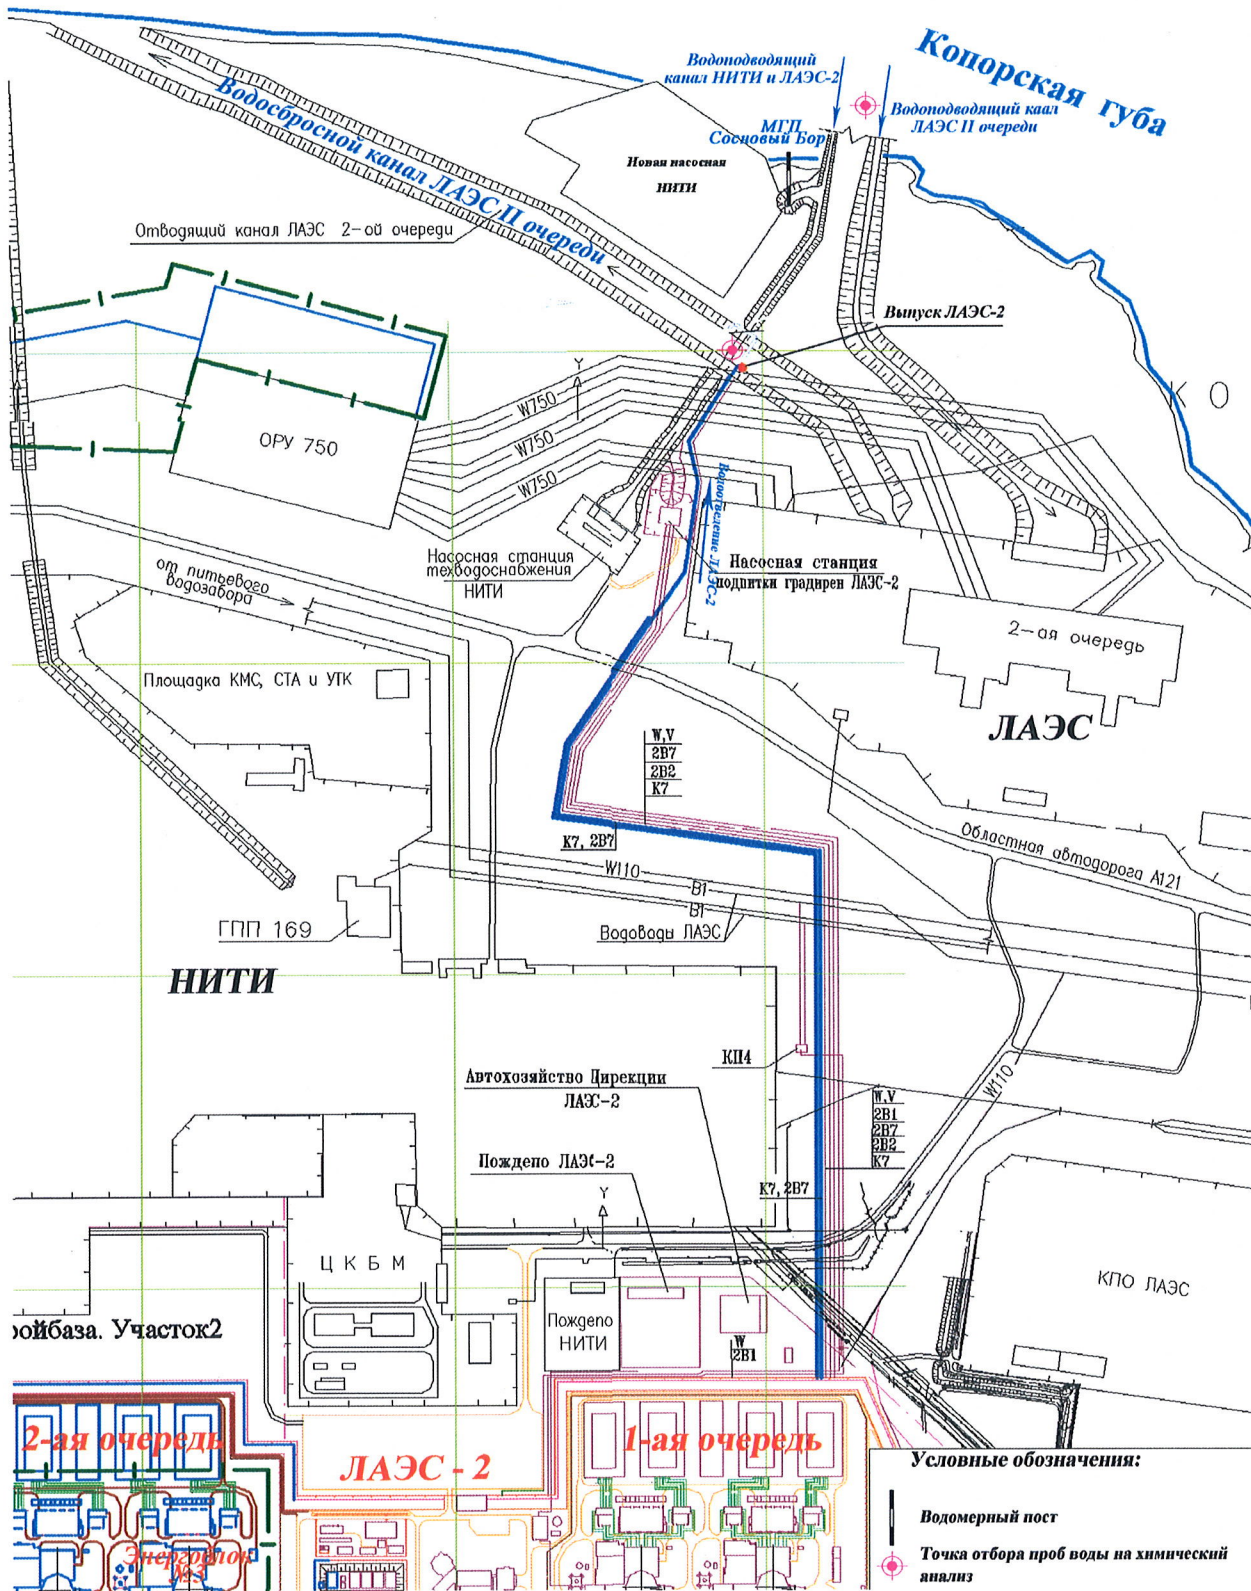 Копорская губа
Водоподводящий
канал НИТИ и ЛАЭС-2
Водоподводящий каал
ЛАЭС II очереди
МГП
Сосновый Бор
Новая насосная
НИТИ
Водосбросной канал ЛАЭС II очереди
Отводящий канал ЛАЭС 2-ой очереди
Выпуск ЛАЭС-2
К О
Y
W750
W750
W750
ОРУ 750
Водоотведение ЛАЭС-2
Насосная станция
техводоснабжения
НИТИ
Насосная станция
подпитки градирен ЛАЭС-2
от питьевого
водозабора
2-ая очередь
Площадка КМС, СТА и УТК
ЛАЭС
W,V
2В7
2В2
К7
К7, 2В7
Областная автодорога А121
W110
В1
В1
Водоводы ЛАЭС
ГПП 169
НИТИ
КП4
W110
Автохозяйство Дирекции
ЛАЭС-2
W,V
2В1
2В7
2В2
К7
Пождепо ЛАЭС-2
К7, 2В7
Y
ЦКБМ
КПО ЛАЭС
ройбаза. Участок2
Пождепо
НИТИ
W
2В1
2-ая очередь
ЛАЭС - 2
1-ая очередь
Энергоблок
№3
Условные обозначения:
Водомерный пост
Точка отбора проб воды на химический
анализ